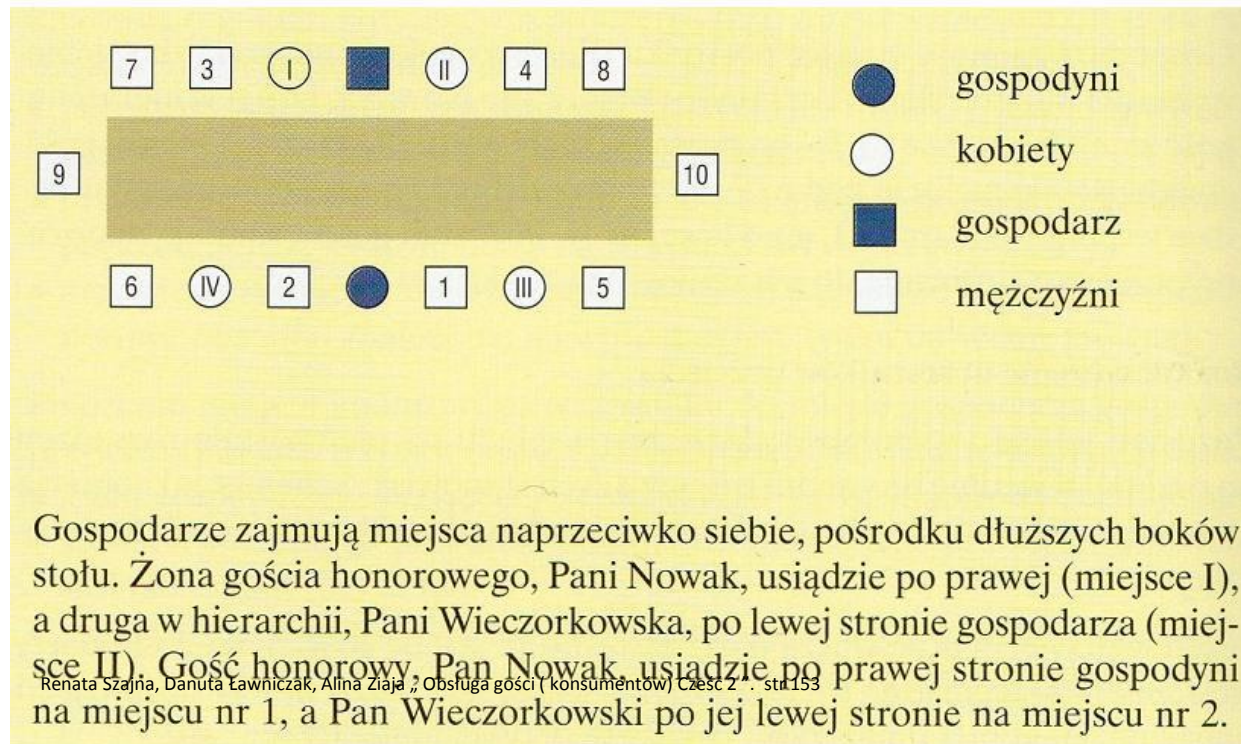 7 3 I II 4 8
gospodyni
kobiety
9 10
gospodarz
6 IV 2 1 III 5
mężczyźni
Gospodarze zajmują miejsca naprzeciwko siebie, pośrodku dłuższych boków
stołu. Żona gościa honorowego, Pani Nowak, usiądzie po prawej (miejsce I),
a druga w hierarchii, Pani Wieczorkowska, po lewej stronie gospodarza (miej-
sce II). Gość honorowy, Pan Nowak, usiądzie po prawej stronie gospodyni
Renata Szajna, Danuta Ławniczak, Alina Ziaja „ Obsługa gości ( konsumentów) Cześć 2 ”. str.153
na miejscu nr 1, a Pan Wieczorkowski po jej lewej stronie na miejscu nr 2.